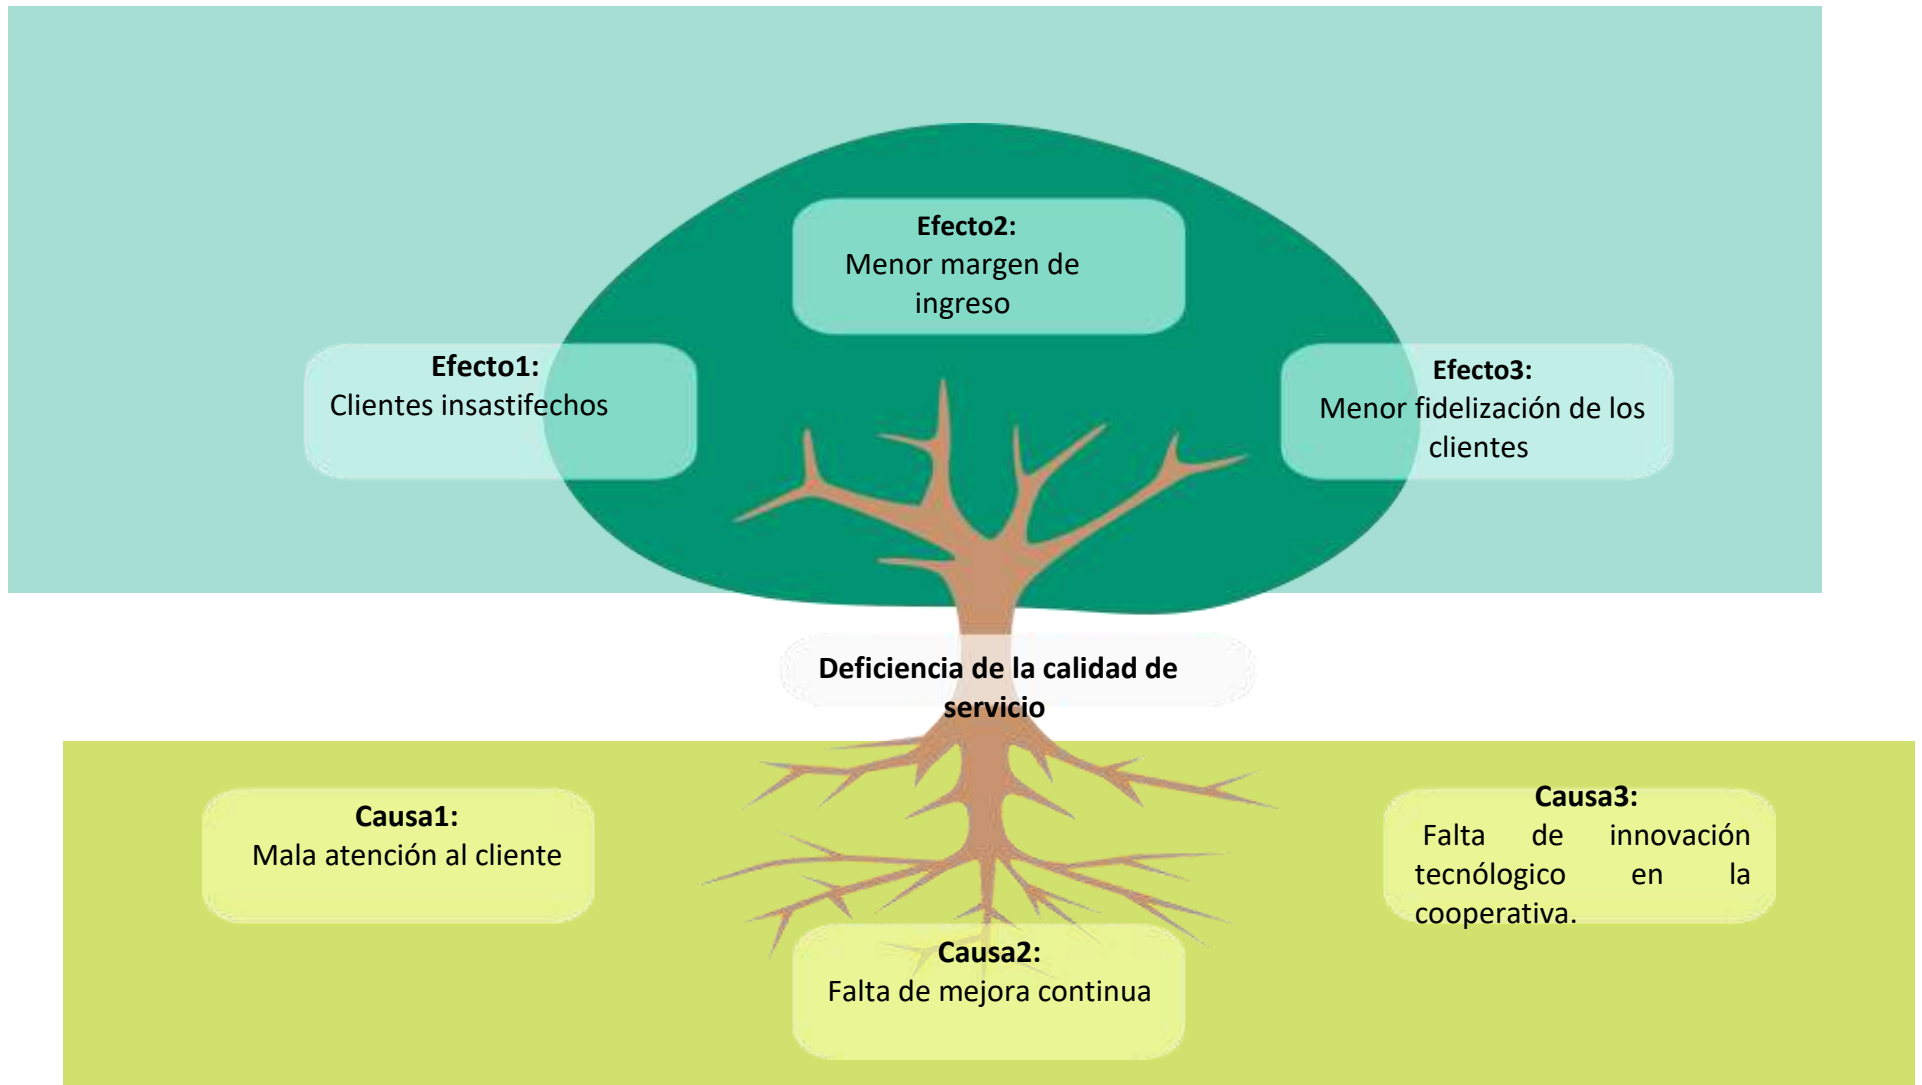 Efecto2:
Menor margen de
ingreso
Efecto1:
Clientes insastifechos
Efecto3:
Menor fidelización de los
clientes
Deficiencia de la calidad de
servicio
Causa1:
Mala atención al cliente
Causa3:
Falta de innovación
tecnólogico en la
cooperativa.
Causa2:
Falta de mejora continua